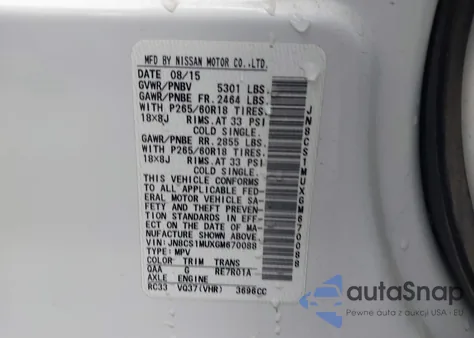 MFD BY NISSAN MOTOR CO.,LTD.
DATE 08/15
GVWR/PNBV 5301 LBS.
GAWR/PNBE FR. 2464 LBS.
WITH P265/60R18 TIRES.
18X8J RIMS.AT 33 PSI
COLD SINGLE.
GAWR/PNBE RR. 2855 LBS.
WITH P265/60R18 TIRES.
18X8J RIMS.AT 33 PSI
COLD SINGLE.
THIS VEHICLE CONFORMS
TO ALL APPLICABLE FED-
ERAL MOTOR VEHICLE SA-
FETY STANDARDS IN EFF-
ECT ON THE DATE OF MA-
NUFACTURE SHOWN ABOVE.
VIN:JN8CS1MUXGM670088
TYPE:MPV
COLOR TRIM TRANS
QAA G RE7R01A
AXLE ENGINE
RC33 VQ37(VHR) 3696CC
JN8CS1MUXGM670088
autaSnap
Pewne auto z USA